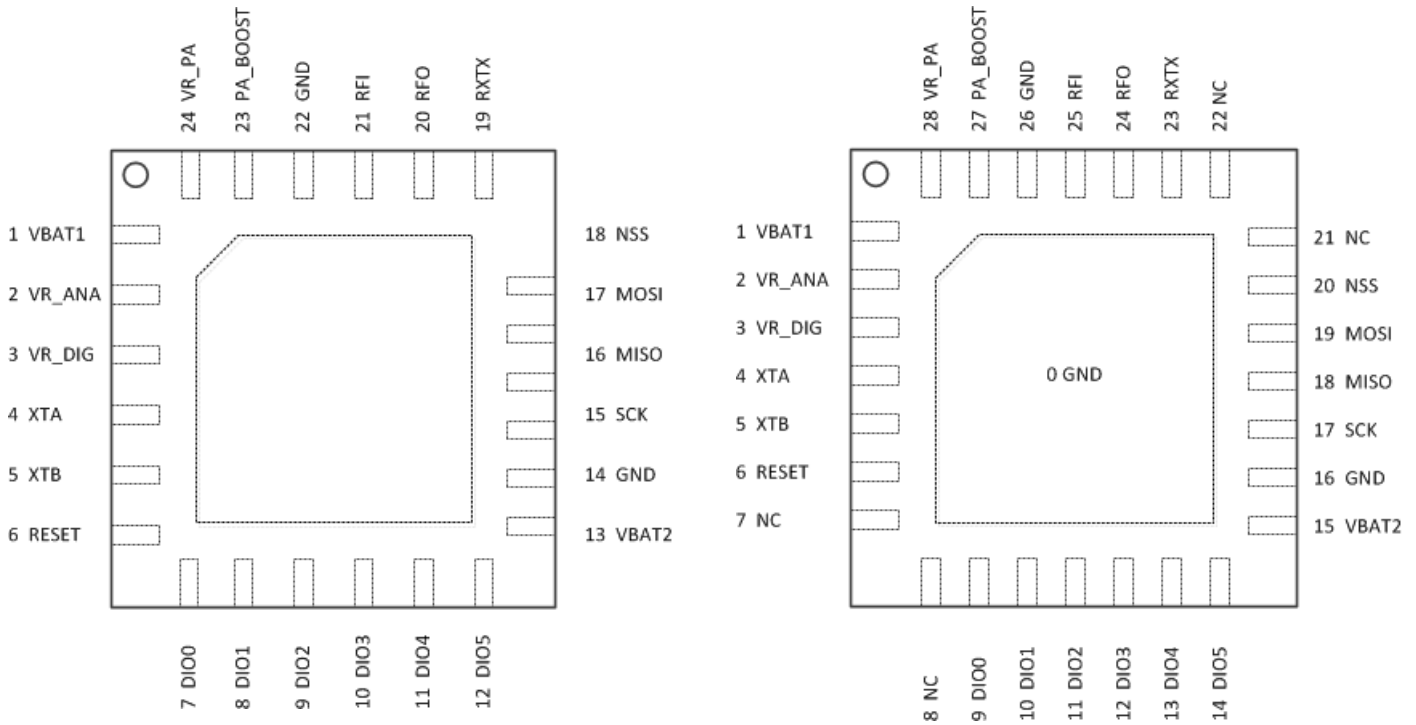 24 VR_PA
23 PA_BOOST
22 GND
21 RFI
20 RFO
19 RXTX
1 VBAT1
2 VR_ANA
3 VR_DIG
4 XTA
5 XTB
6 RESET
18 NSS
17 MOSI
16 MISO
15 SCK
14 GND
13 VBAT2
7 DIO0
8 DIO1
9 DIO2
10 DIO3
11 DIO4
12 DIO5
28 VR_PA
27 PA_BOOST
26 GND
25 RFI
24 RFO
23 RXTX
22 NC
1 VBAT1
2 VR_ANA
3 VR_DIG
4 XTA
5 XTB
6 RESET
7 NC
0 GND
21 NC
20 NSS
19 MOSI
18 MISO
17 SCK
16 GND
15 VBAT2
8 NC
9 DIO0
10 DIO1
11 DIO2
12 DIO3
13 DIO4
14 DIO5